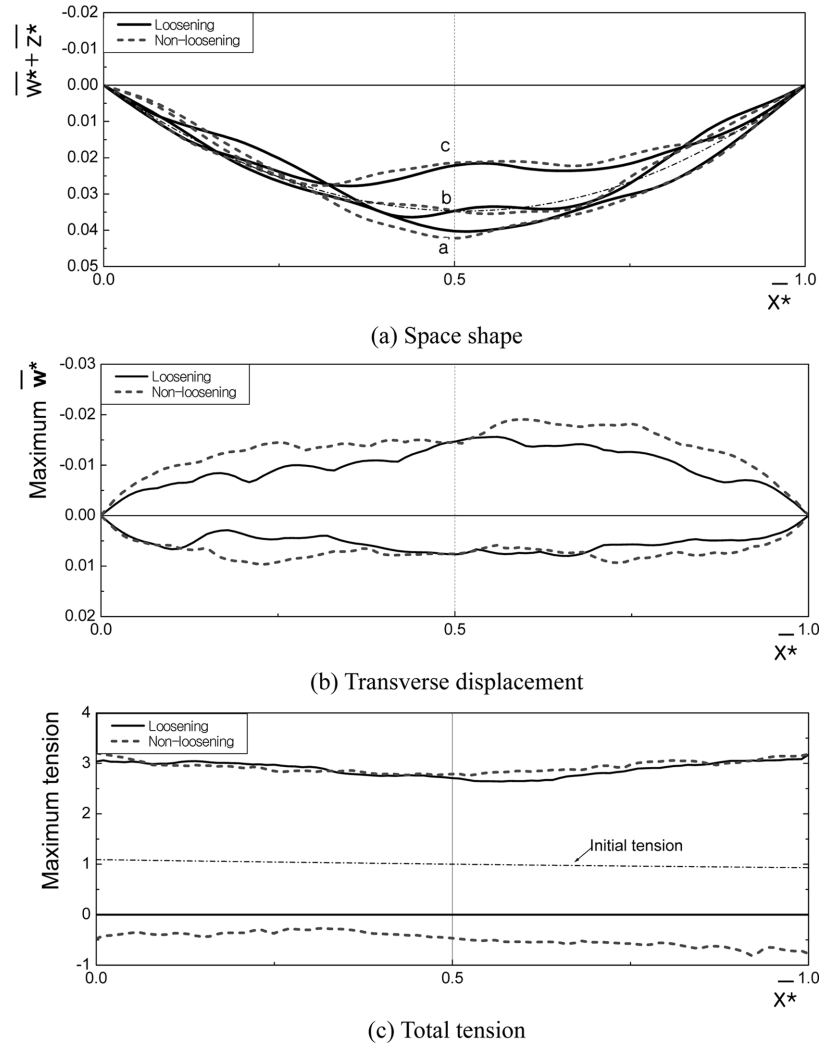 -0.02
Loosening
Non-loosening
-0.01
0.00
0.01
0.02
0.03
0.04
0.05
W*+ Z*
c
b
a
0.0
0.5
1.0
X*
(a) Space shape
-0.03
Loosening
Non-loosening
-0.02
-0.01
0.00
0.01
0.02
Maximum w*
0.0
0.5
1.0
X*
(b) Transverse displacement
4
Loosening
Non-loosening
3
2
1
0
-1
Maximum tension
Initial tension
0.0
0.5
1.0
X*
(c) Total tension